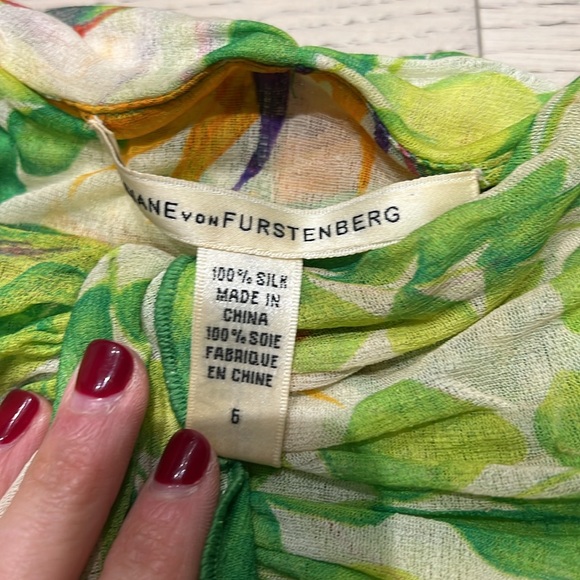 IANE VON FURSTENBERG
100% SILK
MADE IN
CHINA
100% SOIE
FABRIQUE
EN CHINE
6